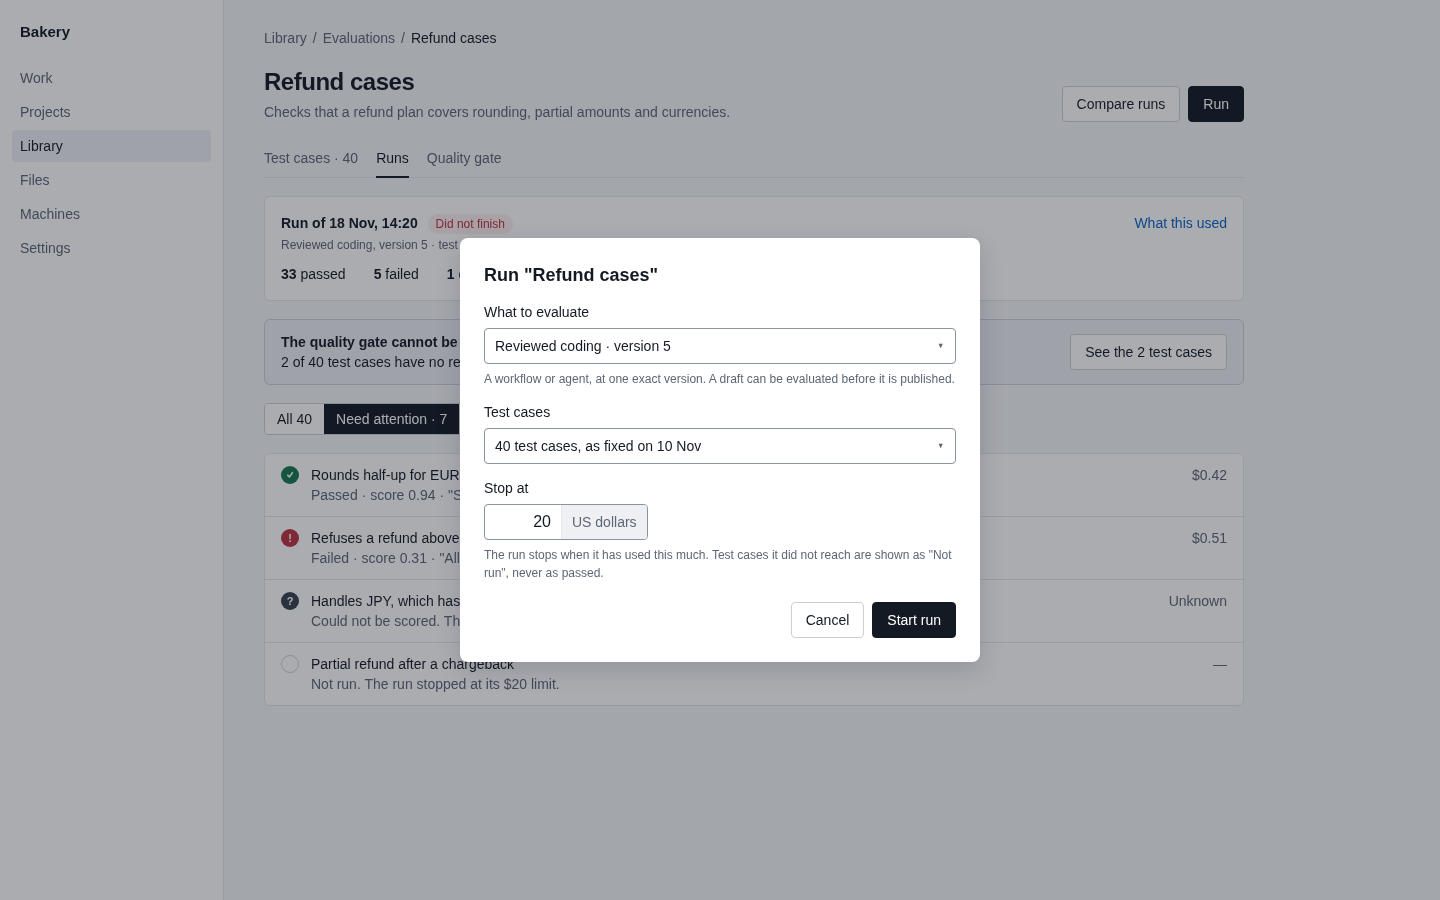 Bakery
Work
Projects
Library
Files
Machines
Settings
Library / Evaluations / Refund cases
Refund cases
Checks that a refund plan covers rounding, partial amounts and currencies.
Compare runs
Run
Test cases · 40
Runs
Quality gate
Run of 18 Nov, 14:20
Did not finish
What this used
Reviewed coding, version 5 · test
33 passed
5 failed
1
The quality gate cannot be
2 of 40 test cases have no re
See the 2 test cases
All 40
Need attention · 7
Rounds half-up for EUR
Passed · score 0.94 · "S
$0.42
Refuses a refund above
Failed · score 0.31 · "All
$0.51
?
Handles JPY, which has
Could not be scored. Th
Unknown
Partial refund after a chargeback
Not run. The run stopped at its $20 limit.
—
Run "Refund cases"
What to evaluate
Reviewed coding · version 5
A workflow or agent, at one exact version. A draft can be evaluated before it is published.
Test cases
40 test cases, as fixed on 10 Nov
Stop at
20
US dollars
The run stops when it has used this much. Test cases it did not reach are shown as "Not
run", never as passed.
Cancel
Start run